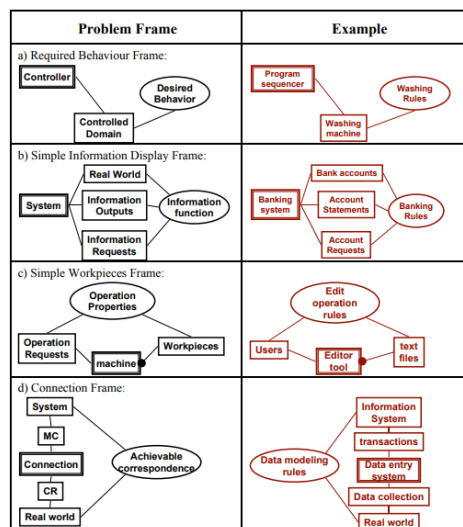 Problem Frame
Example
a) Required Behaviour Frame:
Controller
Desired
Behavior
Controlled
Domain
Program
sequencer
Washing
Rules
Washing
machine
b) Simple Information Display Frame:
Real World
System
Information
Outputs
Information
function
Information
Requests
Bank accounts
Banking
system
Account
Statements
Banking
Rules
Account
Requests
c) Simple Workpieces Frame:
Operation
Properties
Operation
Requests
machine
Workpieces
Edit
operation
rules
Users
Editor
tool
text
files
d) Connection Frame:
System
MC
Connection
Achievable
correspondence
CR
Real world
Information
System
transactions
Data modeling
rules
Data entry
system
Data collection
Real world